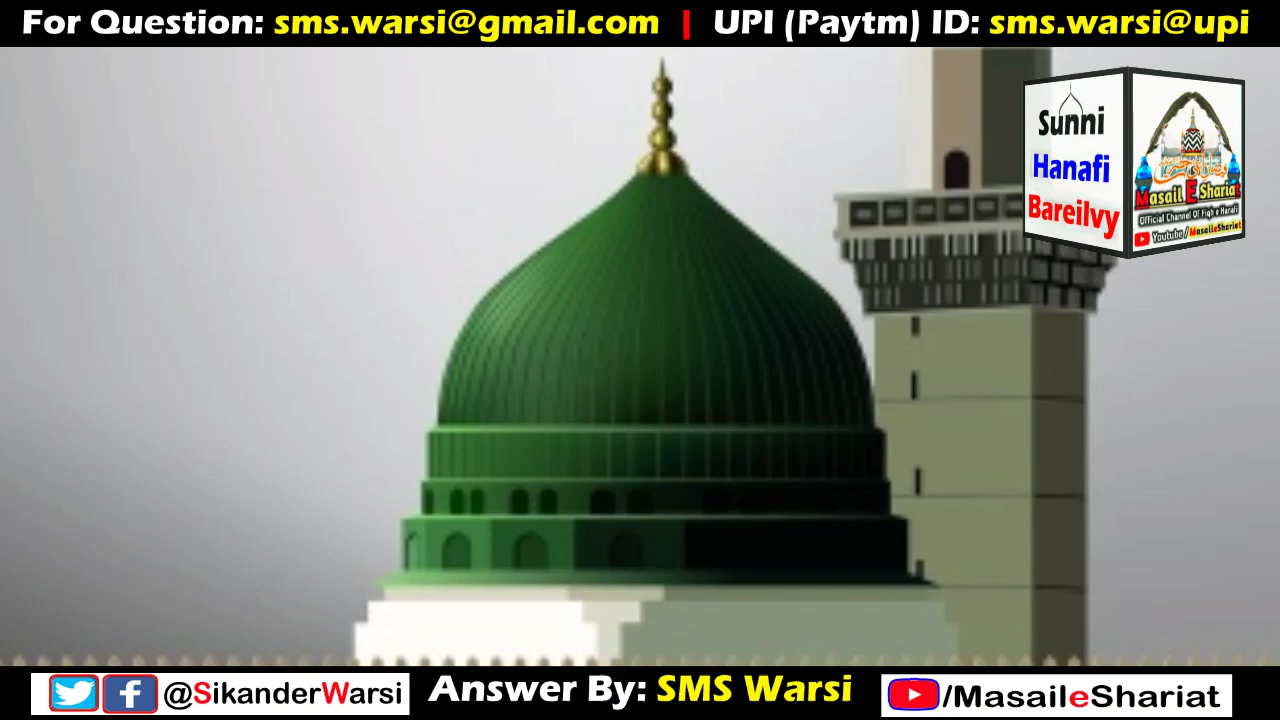 For Question: sms.warsi@gmail.com | UPI (Paytm) ID: sms.warsi@upi
Sunni
Hanafi
Bareilvy
Masail E Shariat
Official Channel Of Fiqh e Hanafi
Youtube/MasaileShariat
@SikanderWarsi
Answer By: SMS Warsi
/MasaileShariat